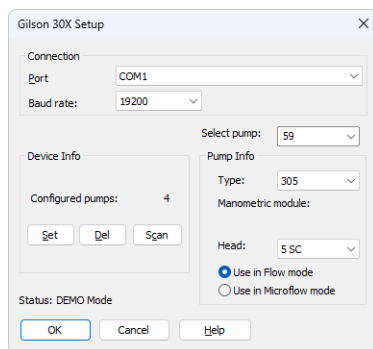 Gilson 30X Setup
Connection
Port COM1
Baud rate: 19200
Select pump: 59
Device Info
Configured pumps: 4
Set Del Scan
Pump Info
Type: 305
Manometric module:
Head: 5 SC
Use in Flow mode
Use in Microflow mode
Status: DEMO Mode
OK Cancel Help